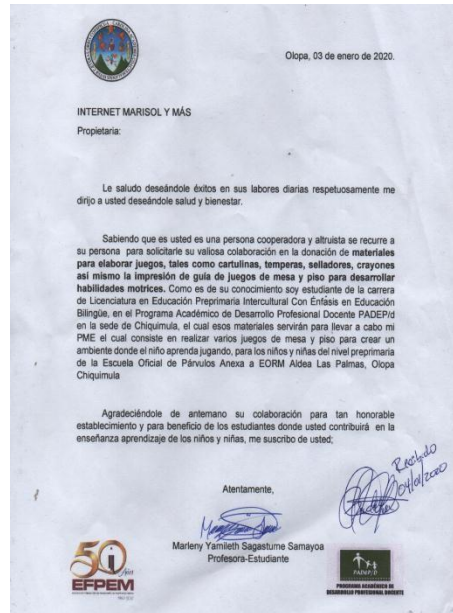 Olopa, 03 de enero de 2020.
INTERNET MARISOL Y MÁS
Propietaria:
Le saludo deseándole éxitos en sus labores diarias respetuosamente me
dirijo a usted deseándole salud y bienestar.
Sabiendo que es usted es una persona cooperadora y altruista se recurre a
su persona para solicitarle su valiosa colaboración en la donación de materiales
para elaborar juegos, tales como cartulinas, temperas, selladores, crayones
así mismo la impresión de guía de juegos de mesa y piso para desarrollar
habilidades motrices. Como es de su conocimiento soy estudiante de la carrera
de Licenciatura en Educación Preprimaria Intercultural Con Énfasis en Educación
Bilingüe, en el Programa Académico de Desarrollo Profesional Docente PADEP/d
en la sede de Chiquimula, el cual esos materiales servirán para llevar a cabo mi
PME el cual consiste en realizar varios juegos de mesa y piso para crear un
ambiente donde el niño aprenda jugando, para los niños y niñas del nivel preprimaria
de la Escuela Oficial de Párvulos Anexa a EORM Aldea Las Palmas, Olopa
Chiquimula
Agradeciéndole de antemano su colaboración para tan honorable
establecimiento y para beneficio de los estudiantes donde usted contribuirá en la
enseñanza aprendizaje de los niños y niñas, me suscribo de usted;
Recibido
04/01/2020
Atentamente,
Marleny Yamileth Sagastume Samayoa
Profesora-Estudiante
50 Años
EFPEM
PADEP/D
PROGRAMA ACADÉMICO DE
DESARROLLO PROFESIONAL DOCENTE